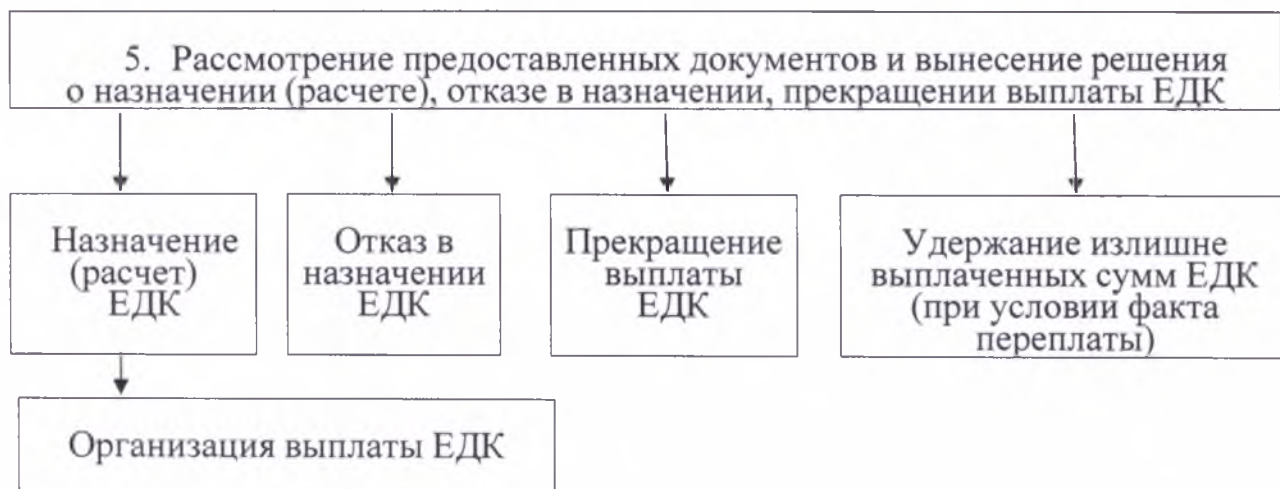 5. Рассмотрение предоставленных документов и вынесение решения
о назначении (расчете), отказе в назначении, прекращении выплаты ЕДК
Назначение
(расчет)
ЕДК
Отказ в
назначении
ЕДК
Прекращение
выплаты
ЕДК
Удержание излишне
выплаченных сумм ЕДК
(при условии факта
переплаты)
Организация выплаты ЕДК